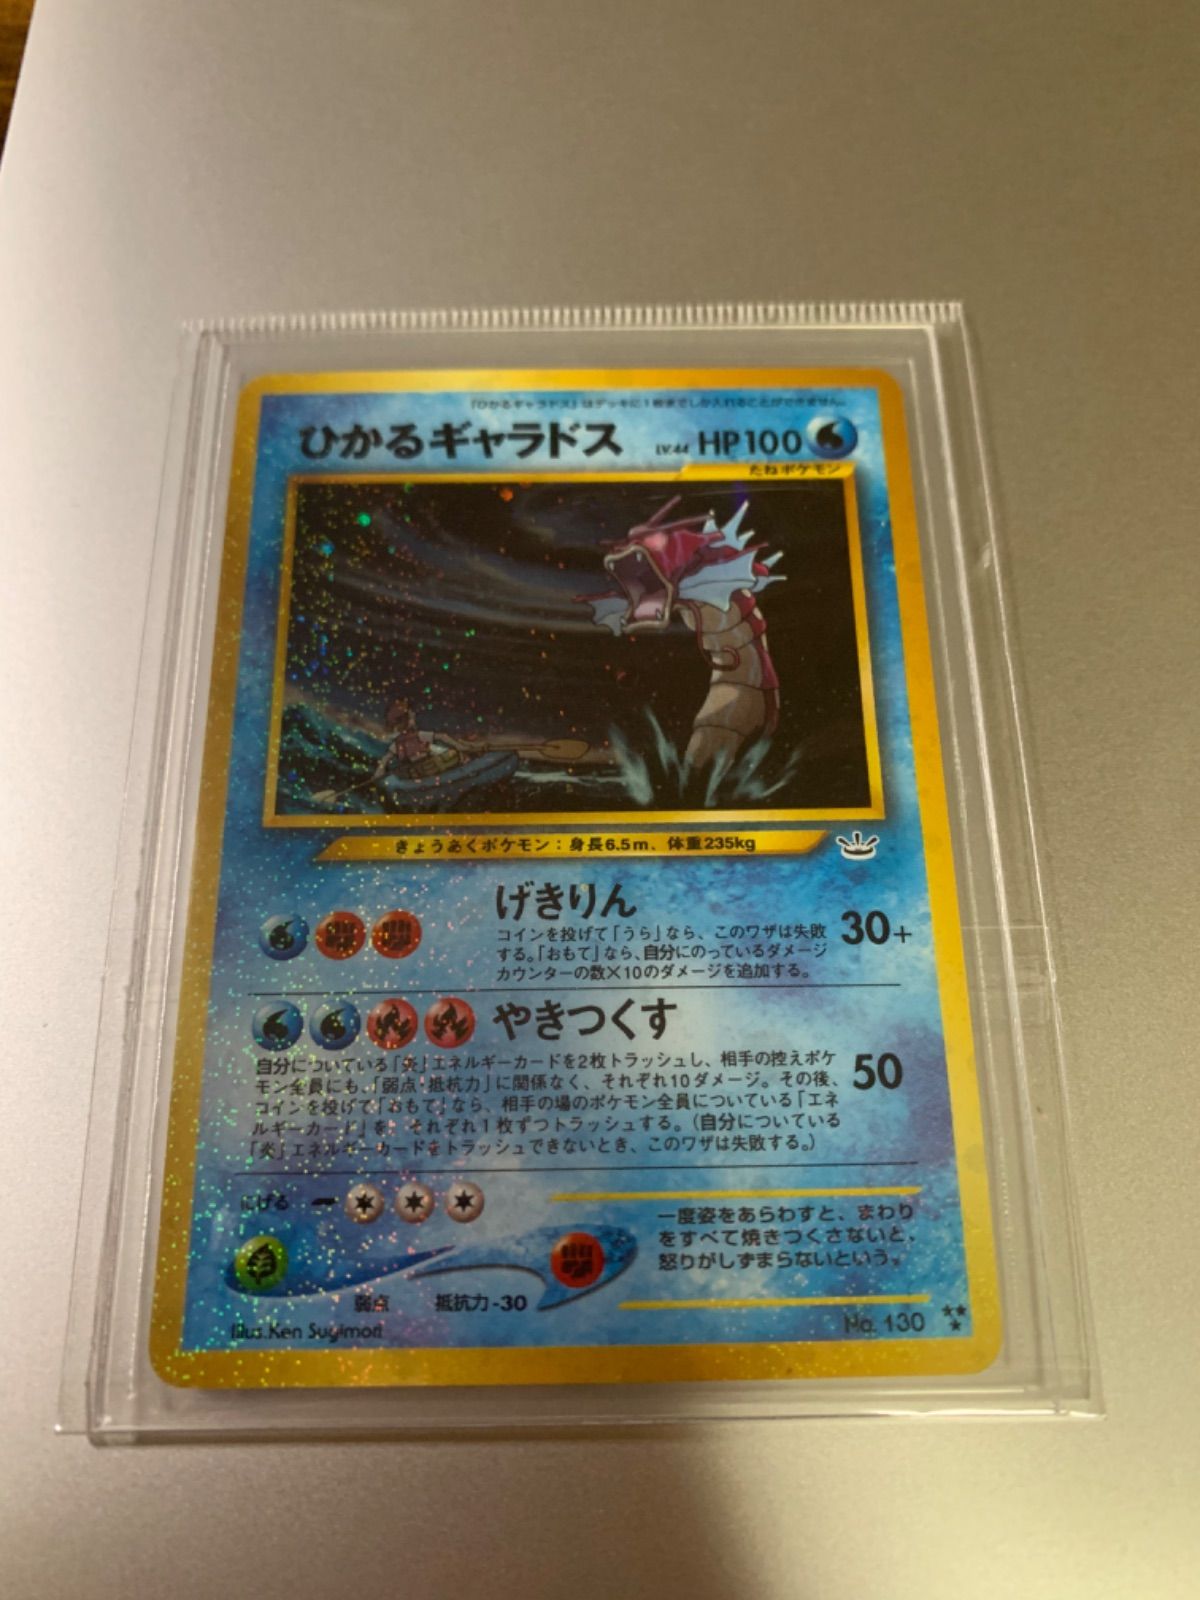 「ひかるギャラドス」はデッキに1枚までしか入れることができません。
ひかるギャラドス LV.44 HP100
たねポケモン
きょうあくポケモン：身長6.5m、体重235kg
げきりん
コインを投げて「うら」なら、このワザは失敗
する。「おもて」なら、自分にのっているダメージ
カウンターの数×10のダメージを追加する。
30+
やきつくす
自分についている「炎」エネルギーカードを2枚トラッシュし、相手の控えポケ
モン全員にも、「弱点・抵抗力」に関係なく、それぞれ10ダメージ。その後、
コインを投げて「おもて」なら、相手の場のポケモン全員についている「エネ
ルギーカード」を、それぞれ1枚ずつトラッシュする。（自分についている
「炎」エネルギーカードをトラッシュできないとき、このワザは失敗する。）
50
にげる
一度姿をあらわすと、まわり
をすべて焼きつくさないと、
怒りがしずまらないという。
弱点 抵抗力 -30
Illus.Ken Sugimori
No. 130